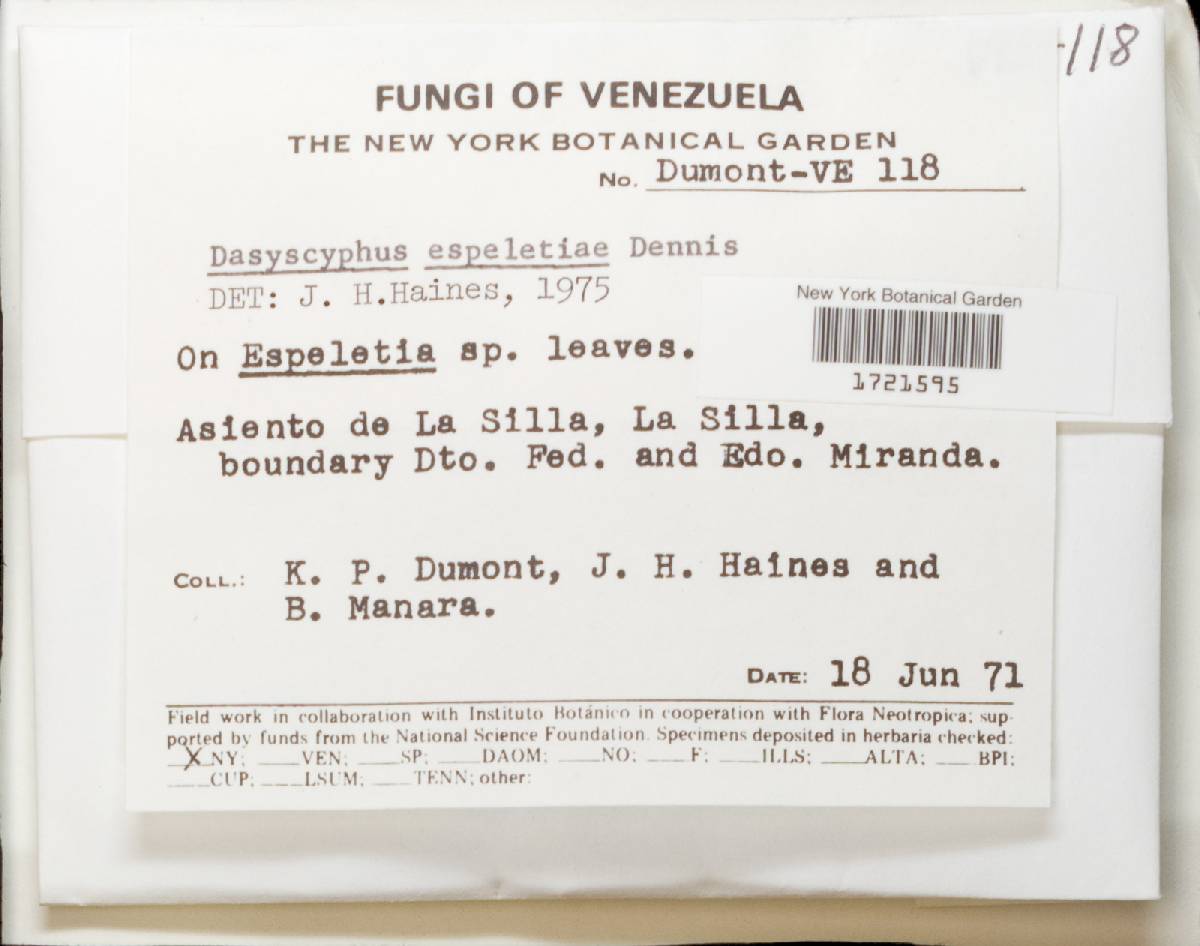 -118
FUNGI OF VENEZUELA
THE NEW YORK BOTANICAL GARDEN
No. Dumont-VE 118
Dasyscyphus espeletiae Dennis
DET: J. H.Haines, 1975
New York Botanical Garden
1721595
On Espeletia sp. leaves.
Asiento de La Silla, La Silla,
boundary Dto. Fed. and Edo. Miranda.
COLL.: K. P. Dumont, J. H. Haines and
B. Manara.
DATE: 18 Jun 71
Field work in collaboration with Instituto Botánico in cooperation with Flora Neotropica; sup-
ported by funds from the National Science Foundation. Specimens deposited in herbaria checked:
X NY; ___VEN; ___SP; ___DAOM; ___NO; ___F; ___ILLS; ___ALTA; ___BPI;
___CUP; ___LSUM; ___TENN; other: